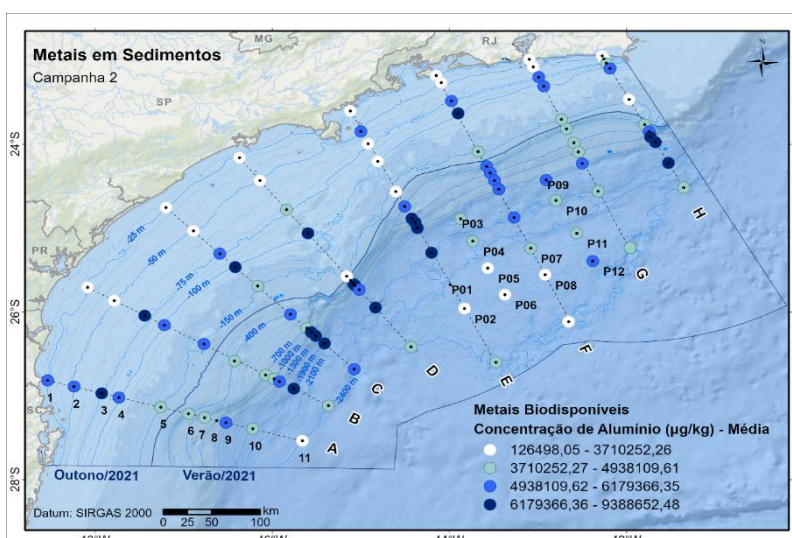 Metais em Sedimentos
Campanha 2
MG
RJ
SP
PR
SC
24°S
26°S
28°S
-25 m
-50 m
-75 m
-100 m
-150 m
-400 m
-700 m
-1000 m
-1300 m
-1900 m
-2100 m
-2400 m
P09
P10
P03
P11
P04
P07
P12
P05
P08
P01
P06
P02
H
G
F
E
D
C
B
A
1
2
3
4
5
6
7
8
9
10
11
Outono/2021
Verão/2021
Metais Biodisponíveis
Concentração de Alumínio (µg/kg) - Média
126498,05 - 3710252,26
3710252,27 - 4938109,61
4938109,62 - 6179366,35
6179366,36 - 9388652,48
Datum: SIRGAS 2000
km
0 25 50 100